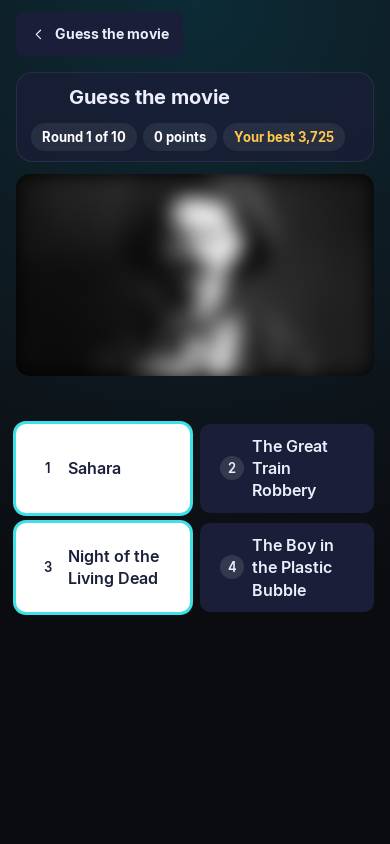 Guess the movie
Guess the movie
Round 1 of 10
0 points
Your best 3,725
1
Sahara
2
The Great
Train
Robbery
3
Night of the
Living Dead
4
The Boy in
the Plastic
Bubble